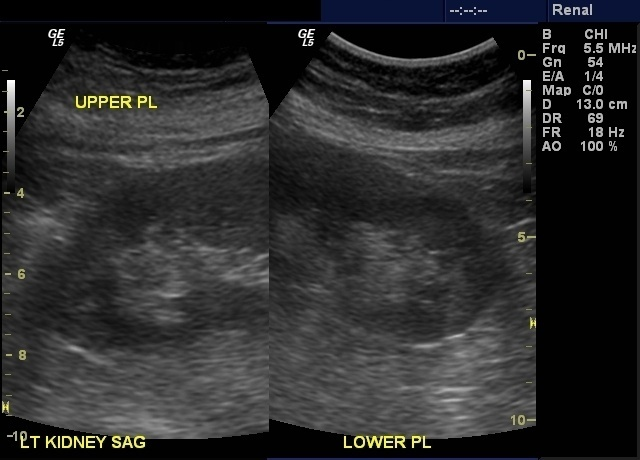 --:--:--
Renal
GE
L5
GE
L5
B CHI
Frq 5.5 MHz
Gn 54
E/A 1/4
Map C/0
D 13.0 cm
DR 69
FR 18 Hz
AO 100 %
UPPER PL
0
2
4
5
6
8
10
10
LT KIDNEY SAG
LOWER PL